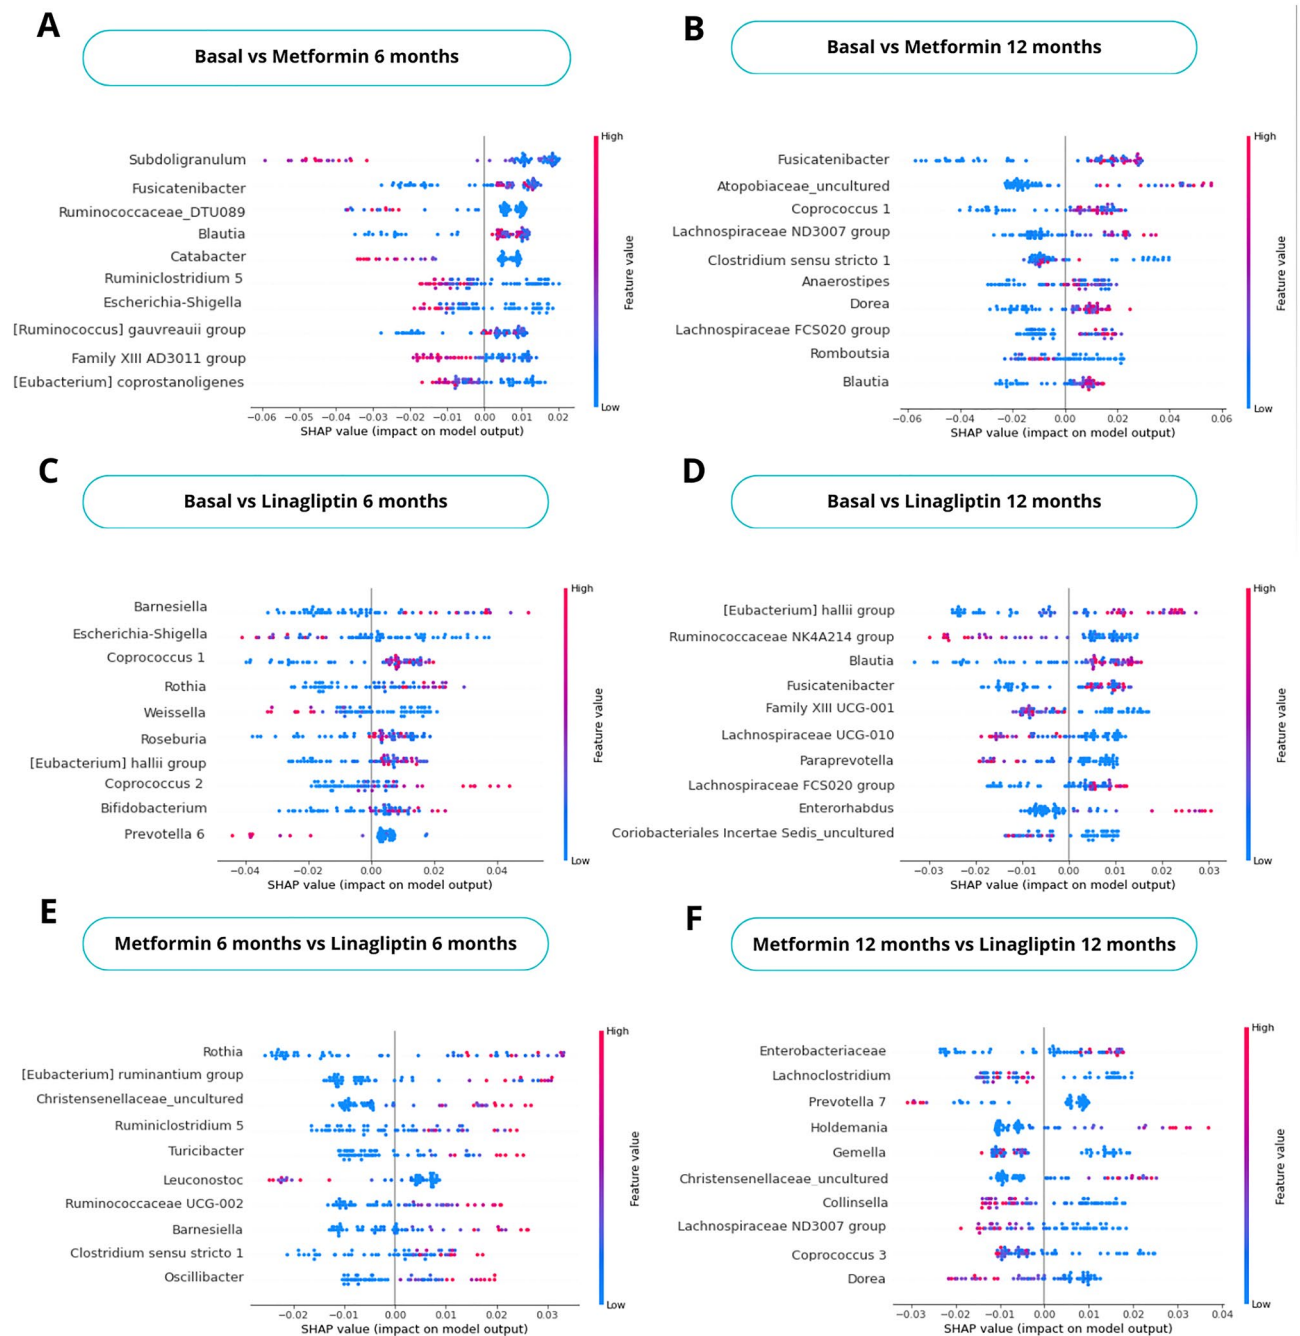 A
Basal vs Metformin 6 months
Subdoligranulum
Fusicatenibacter
Ruminococcaceae_DTU089
Blautia
Catabacter
Ruminiclostridium 5
Escherichia-Shigella
[Ruminococcus] gauvreauii group
Family XIII AD3011 group
[Eubacterium] coprostanoligenes
−0.06 −0.05 −0.04 −0.03 −0.02 −0.01 0.00 0.01 0.02
SHAP value (impact on model output)
High
Feature value
Low
B
Basal vs Metformin 12 months
Fusicatenibacter
Atopobiaceae_uncultured
Coprococcus 1
Lachnospiraceae ND3007 group
Clostridium sensu stricto 1
Anaerostipes
Dorea
Lachnospiraceae FCS020 group
Romboutsia
Blautia
−0.06 −0.04 −0.02 0.00 0.02 0.04 0.06
SHAP value (impact on model output)
High
Feature value
Low
C
Basal vs Linagliptin 6 months
Barnesiella
Escherichia-Shigella
Coprococcus 1
Rothia
Weissella
Roseburia
[Eubacterium] hallii group
Coprococcus 2
Bifidobacterium
Prevotella 6
−0.04 −0.02 0.00 0.02 0.04
SHAP value (impact on model output)
High
Feature value
Low
D
Basal vs Linagliptin 12 months
[Eubacterium] hallii group
Ruminococcaceae NK4A214 group
Blautia
Fusicatenibacter
Family XIII UCG-001
Lachnospiraceae UCG-010
Paraprevotella
Lachnospiraceae FCS020 group
Enterorhabdus
Coriobacteriales Incertae Sedis_uncultured
−0.03 −0.02 −0.01 0.00 0.01 0.02 0.03
SHAP value (impact on model output)
High
Feature value
Low
E
Metformin 6 months vs Linagliptin 6 months
Rothia
[Eubacterium] ruminantium group
Christensenellaceae_uncultured
Ruminiclostridium 5
Turicibacter
Leuconostoc
Ruminococcaceae UCG-002
Barnesiella
Clostridium sensu stricto 1
Oscillibacter
−0.02 −0.01 0.00 0.01 0.02 0.03
SHAP value (impact on model output)
High
Feature value
Low
F
Metformin 12 months vs Linagliptin 12 months
Enterobacteriaceae
Lachnoclostridium
Prevotella 7
Holdemania
Gemella
Christensenellaceae_uncultured
Collinsella
Lachnospiraceae ND3007 group
Coprococcus 3
Dorea
−0.03 −0.02 −0.01 0.00 0.01 0.02 0.03 0.04
SHAP value (impact on model output)
High
Feature value
Low